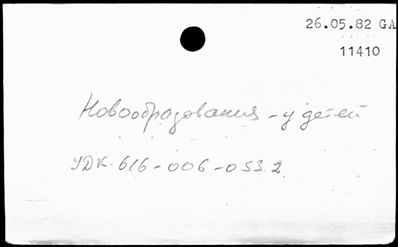 26.05.82 GA
11410
Новообразования - у детей
УДК 616-006-053.2